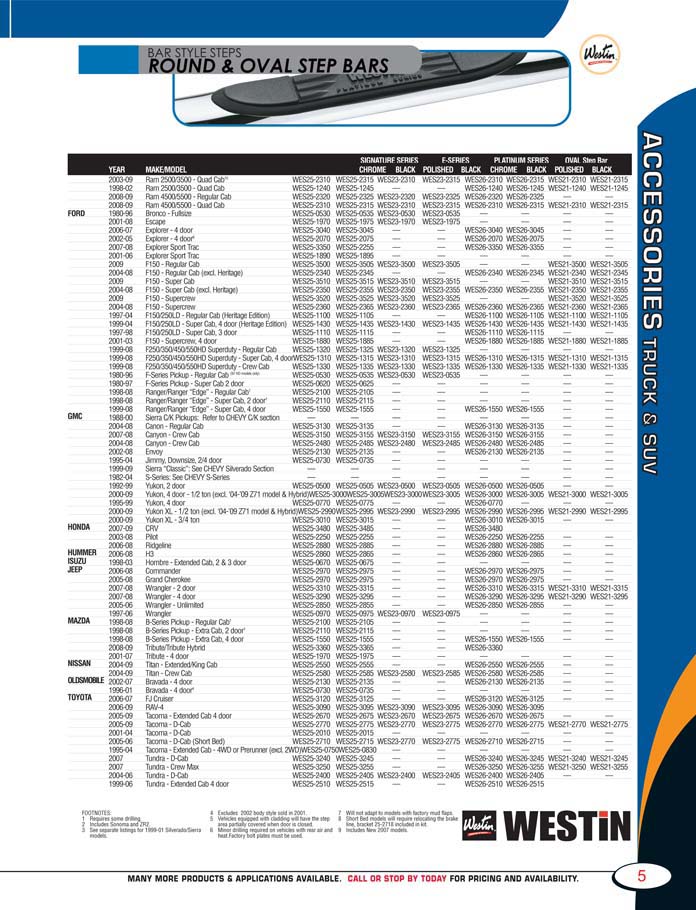 BAR STYLE STEPS
ROUND & OVAL STEP BARS
PLATINUM SERIES
Westin
SIGNATURE SERIES E-SERIES PLATINUM SERIES OVAL Step Bar
YEAR MAKE/MODEL CHROME BLACK POLISHED BLACK CHROME BLACK POLISHED BLACK
2003-09 Ram 2500/3500 - Quad Cab WES25-2310 WES25-2315 WES23-2310 WES23-2315 WES26-2310 WES26-2315 WES21-2310 WES21-2315
1998-02 Ram 2500/3500 - Quad Cab WES25-1240 WES25-1245 — — WES26-1240 WES26-1245 WES21-1240 WES21-1245
2008-09 Ram 4500/5500 - Regular Cab WES25-2320 WES25-2325 WES23-2320 WES23-2325 WES26-2320 WES26-2325 — —
2008-09 Ram 4500/5500 - Quad Cab WES25-2310 WES25-2315 WES23-2310 WES23-2315 WES26-2310 WES26-2315 WES21-2310 WES21-2315
FORD 1980-96 Bronco - Fullsize WES25-0530 WES25-0535 WES23-0530 WES23-0535 — — — —
2001-08 Escape WES25-1970 WES25-1975 WES23-1970 WES23-1975 — — — —
2006-07 Explorer - 4 door WES25-3040 WES25-3045 — — WES26-3040 WES26-3045 — —
2002-05 Explorer - 4 door WES25-2070 WES25-2075 — — WES26-2070 WES26-2075 — —
2007-08 Explorer Sport Trac WES25-3350 WES25-2255 — — WES26-3350 WES26-3355 — —
2001-06 Explorer Sport Trac WES25-1890 WES25-1895 — — — — — —
2009 F150 - Regular Cab WES25-3500 WES25-3505 WES23-3500 WES23-3505 — — WES21-3500 WES21-3505
2004-08 F150 - Regular Cab (excl. Heritage) WES25-2340 WES25-2345 — — WES26-2340 WES26-2345 WES21-2340 WES21-2345
2009 F150 - Super Cab WES25-3510 WES25-3515 WES23-3510 WES23-3515 — — WES21-3510 WES21-3515
2004-08 F150 - Super Cab (excl. Heritage) WES25-2350 WES25-2355 WES23-2350 WES23-2355 WES26-2350 WES26-2355 WES21-2350 WES21-2355
2009 F150 - Supercrew WES25-3520 WES25-3525 WES23-3520 WES23-3525 — — WES21-3520 WES21-3525
2004-08 F150 - Supercrew WES25-2360 WES25-2365 WES23-2360 WES23-2365 WES26-2360 WES26-2365 WES21-2360 WES21-2365
1997-04 F150/250LD - Regular Cab (Heritage Edition) WES25-1100 WES25-1105 — — WES26-1100 WES26-1105 WES21-1100 WES21-1105
1999-04 F150/250LD - Super Cab, 4 door (Heritage Edition) WES25-1430 WES25-1435 WES23-1430 WES23-1435 WES26-1430 WES26-1435 WES21-1430 WES21-1435
1997-98 F150/250LD - Super Cab, 3 door WES25-1110 WES25-1115 — — WES26-1110 WES26-1115 — —
2001-03 F150 - Supercrew, 4 door WES25-1880 WES25-1885 — — WES26-1880 WES26-1885 WES21-1880 WES21-1885
1999-08 F250/350/450/550HD Superduty - Regular Cab WES25-1320 WES25-1325 WES23-1320 WES23-1325 — — — —
1999-08 F250/350/450/550HD Superduty - Super Cab, 4 door WES25-1310 WES25-1315 WES23-1310 WES23-1315 WES26-1310 WES26-1315 WES21-1310 WES21-1315
1999-08 F250/350/450/550HD Superduty - Crew Cab WES25-1330 WES25-1335 WES23-1330 WES23-1335 WES26-1330 WES26-1335 WES21-1330 WES21-1335
1980-96 F-Series Pickup - Regular Cab WES25-0530 WES25-0535 WES23-0530 WES23-0535 — — — —
1980-97 F-Series Pickup - Super Cab 2 door WES25-0620 WES25-0625 — — — — — —
1998-08 Ranger/Ranger "Edge" - Regular Cab WES25-2100 WES25-2105 — — — — — —
1998-08 Ranger/Ranger "Edge" - Super Cab, 2 door WES25-2110 WES25-2115 — — — — — —
1999-08 Ranger/Ranger "Edge" - Super Cab, 4 door WES25-1550 WES25-1555 — — WES26-1550 WES26-1555 — —
GMC 1988-00 Sierra C/K Pickups: Refer to CHEVY C/K section — — — — — — — —
2004-08 Canon - Regular Cab WES25-3130 WES25-3135 — — WES26-3130 WES26-3135 — —
2007-08 Canyon - Crew Cab WES25-3150 WES25-3155 WES23-3150 WES23-3155 WES26-3150 WES26-3155 — —
2004-08 Canyon - Crew Cab WES25-2480 WES25-2485 WES23-2480 WES23-2485 WES26-2480 WES26-2485 — —
2002-08 Envoy WES25-2130 WES25-2135 — — WES26-2130 WES26-2135 — —
1995-04 Jimmy, Downsize, 2/4 door WES25-0730 WES25-0735 — — — — — —
1999-09 Sierra "Classic": See CHEVY Silverado Section — — — — — — — —
1982-04 S-Series: See CHEVY S-Series — — — — — — — —
1992-99 Yukon, 2 door WES25-0500 WES25-0505 WES23-0500 WES23-0505 WES26-0500 WES26-0505 — —
2000-09 Yukon, 4 door - 1/2 ton (excl. '04-'09 Z71 model & Hybrid) WES25-3000 WES25-3005 WES23-3000 WES23-3005 WES26-3000 WES26-3005 WES21-3000 WES21-3005
1995-99 Yukon, 4 door WES25-0770 WES25-0775 — — WES26-0770 — — —
2000-09 Yukon XL - 1/2 ton (excl. '04-'09 Z71 model & Hybrid) WES25-2990 WES25-2995 WES23-2990 WES23-2995 WES26-2990 WES26-2995 WES21-2990 WES21-2995
2000-09 Yukon XL - 3/4 ton WES25-3010 WES25-3015 — — WES26-3010 WES26-3015 — —
HONDA 2007-09 CRV WES25-3480 WES25-3485 — — WES26-3480
2003-08 Pilot WES25-2250 WES25-2255 — — WES26-2250 WES26-2255 — —
2006-08 Ridgeline WES25-2880 WES25-2885 — — WES26-2880 WES26-2885 — —
HUMMER 2006-08 H3 WES25-2860 WES25-2865 — — WES26-2860 WES26-2865 — —
ISUZU 1998-03 Hombre - Extended Cab, 2 & 3 door WES25-0670 WES25-0675 — — — — — —
JEEP 2006-08 Commander WES25-2970 WES25-2975 — — WES26-2970 WES26-2975 — —
2005-08 Grand Cherokee WES25-2970 WES25-2975 — — WES26-2970 WES26-2975 — —
2007-08 Wrangler - 2 door WES25-3310 WES25-3315 — — WES26-3310 WES26-3315 WES21-3310 WES21-3315
2007-08 Wrangler - 4 door WES25-3290 WES25-3295 — — WES26-3290 WES26-3295 WES21-3290 WES21-3295
2005-06 Wrangler - Unlimited WES25-2850 WES25-2855 — — WES26-2850 WES26-2855 — —
1997-06 Wrangler WES25-0970 WES25-0975 WES23-0970 WES23-0975 — — — —
MAZDA 1998-08 B-Series Pickup - Regular Cab WES25-2100 WES25-2105 — — — — — —
1998-08 B-Series Pickup - Extra Cab, 2 door WES25-2110 WES25-2115 — — — — — —
1998-08 B-Series Pickup - Extra Cab, 4 door WES25-1550 WES25-1555 — — WES26-1550 WES26-1555 — —
2008-09 Tribute/Tribute Hybrid WES25-3360 WES25-3365 — — WES26-3360 — —
2001-07 Tribute - 4 door WES25-1970 WES25-1975 — — — — — —
NISSAN 2004-09 Titan - Extended/King Cab WES25-2550 WES25-2555 — — WES26-2550 WES26-2555 — —
2004-09 Titan - Crew Cab WES25-2580 WES25-2585 WES23-2580 WES23-2585 WES26-2580 WES26-2585 — —
OLDSMOBILE 2002-07 Bravada - 4 door WES25-2130 WES25-2135 — — WES26-2130 WES26-2135 — —
1996-01 Bravada - 4 door WES25-0730 WES25-0735 — — — — — —
TOYOTA 2006-07 FJ Cruiser WES25-3120 WES25-3125 — — WES26-3120 WES26-3125 — —
2006-09 RAV-4 WES25-3090 WES25-3095 WES23-3090 WES23-3095 WES26-3090 WES26-3095
2005-09 Tacoma - Extended Cab 4 door WES25-2670 WES25-2675 WES23-2670 WES23-2675 WES26-2670 WES26-2675 — —
2005-09 Tacoma - D-Cab WES25-2770 WES25-2775 WES23-2770 WES23-2775 WES26-2770 WES26-2775 WES21-2770 WES21-2775
2001-04 Tacoma - D-Cab WES25-2010 WES25-2015 — — — — — —
2005-06 Tacoma - D-Cab (Short Bed) WES25-2710 WES25-2715 WES23-2770 WES23-2775 WES26-2710 WES26-2715 — —
1995-04 Tacoma - Extended Cab - 4WD or Prerunner (excl. 2WD) WES25-0750 WES25-0830 — — — — — —
2007 Tundra - D-Cab WES25-3240 WES25-3245 — — WES26-3240 WES26-3245 WES21-3240 WES21-3245
2007 Tundra - Crew Max WES25-3250 WES25-3255 — — WES26-3250 WES26-3255 WES21-3250 WES21-3255
2004-06 Tundra - D-Cab WES25-2400 WES25-2405 WES23-2400 WES23-2405 WES26-2400 WES26-2405 — —
1999-06 Tundra - Extended Cab 4 door WES25-2510 WES25-2515 — — WES26-2510 WES26-2515
ACCESSORIES TRUCK & SUV
FOOTNOTES:
1 Requires some drilling.
2 Includes Sonoma and ZR2.
3 See separate listings for 1999-01 Silverado/Sierra
models.
4 Excludes 2002 body style sold in 2001.
5 Vehicles equipped with cladding will have the step
area partially covered when door is closed.
6 Minor drilling required on vehicles with rear air and
heat.Factory bolt plates must be used.
7 Will not adapt to models with factory mud flaps.
8 Short Bed models will require relocating the brake
line, bracket 25-2718 included in kit.
9 Includes New 2007 models.
Westin
WESTIN
MANY MORE PRODUCTS & APPLICATIONS AVAILABLE. CALL OR STOP BY TODAY FOR PRICING AND AVAILABILITY.
5